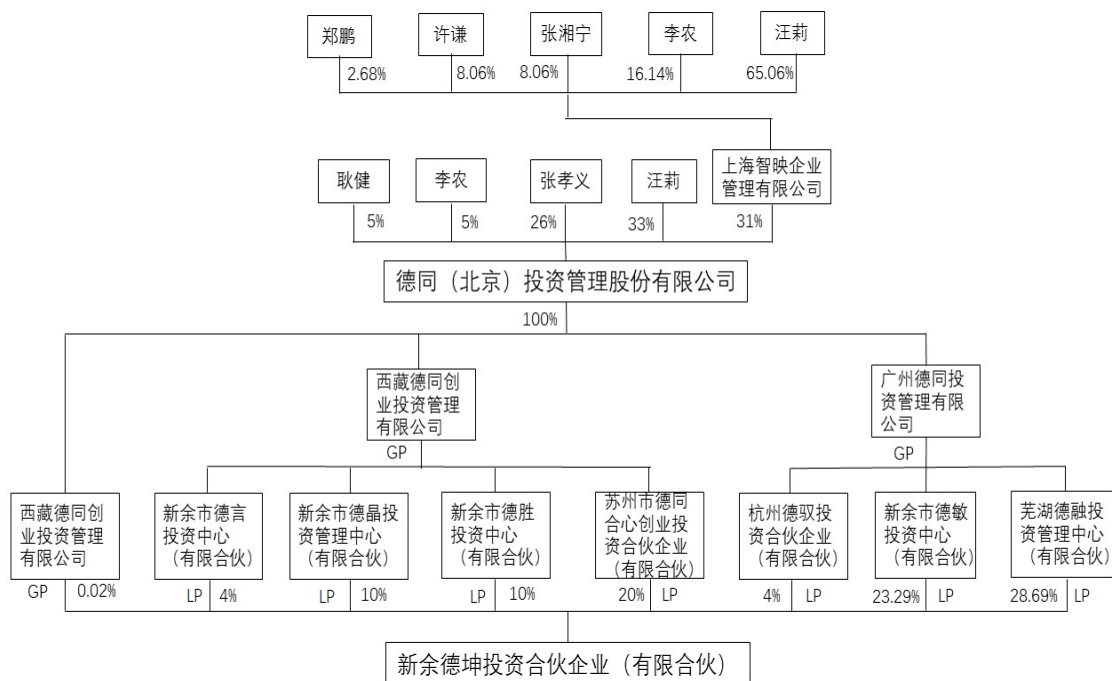 郑鹏
许谦
张湘宁
李农
汪莉
2.68%
8.06%
8.06%
16.14%
65.06%
耿健
李农
张孝义
汪莉
上海智映企业
管理有限公司
5%
5%
26%
33%
31%
德同（北京）投资管理股份有限公司
100%
西藏德同创
业投资管理
有限公司
广州德同投
资管理有限
公司
GP
GP
西藏德同创
业投资管理
有限公司
新余市德言
投资中心
（有限合伙）
新余市德晶投
资管理中心
（有限合伙）
新余市德胜
投资中心
（有限合伙）
苏州市德同
合心创业投
资合伙企业
（有限合伙）
杭州德驭投
资合伙企业
（有限合伙）
新余市德敏
投资中心
（有限合伙）
芜湖德融投
资管理中心
（有限合伙）
GP 0.02%
LP 4%
LP 10%
LP 10%
20% LP
4% LP
23.29% LP
28.69% LP
新余德坤投资合伙企业（有限合伙）